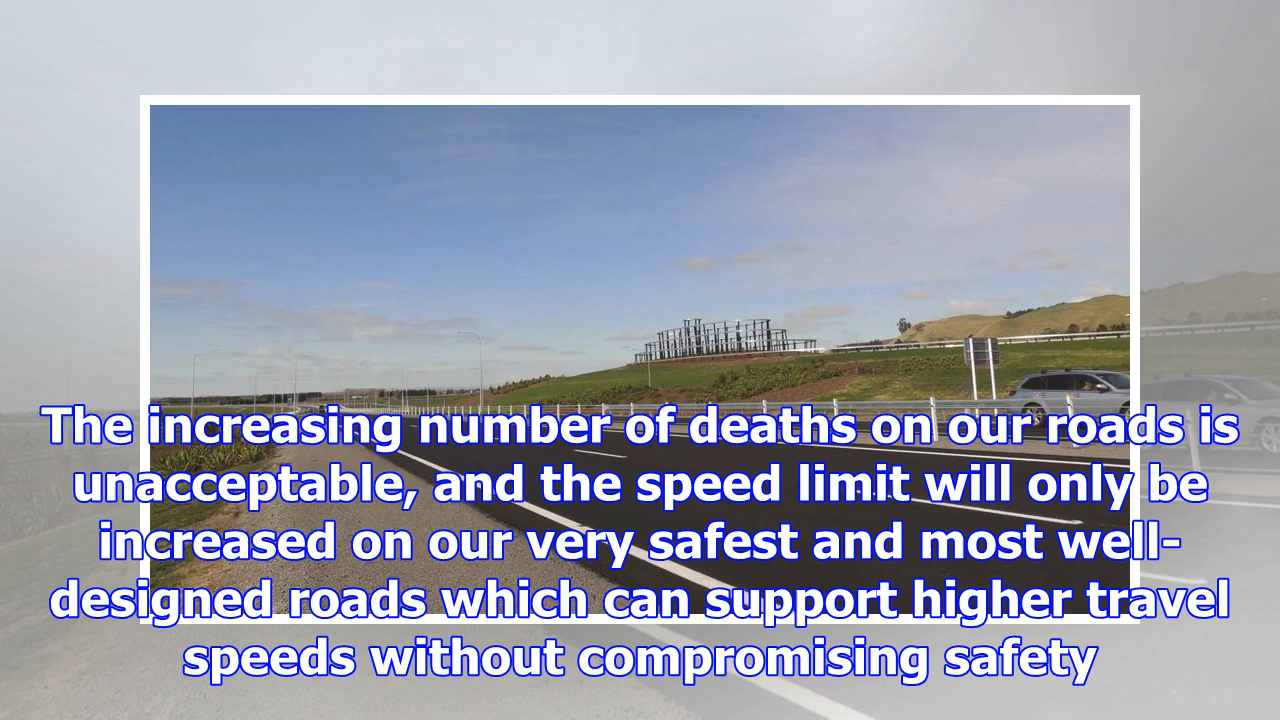 The increasing number of deaths on our roads is
unacceptable, and the speed limit will only be
increased on our very safest and most well-
designed roads which can support higher travel
speeds without compromising safety